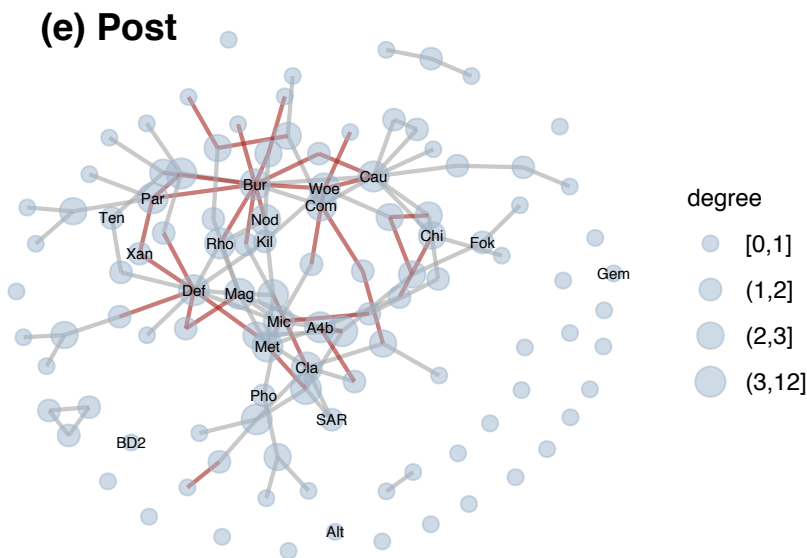 (e) Post
Bur
Woe
Cau
Par
Com
Ten
Nod
Chi
Rho
Kil
Fok
Xan
Gem
Def
Mag
Mic
A4b
Met
Cla
Pho
SAR
BD2
Alt
degree
[0,1]
(1,2]
(2,3]
(3,12]